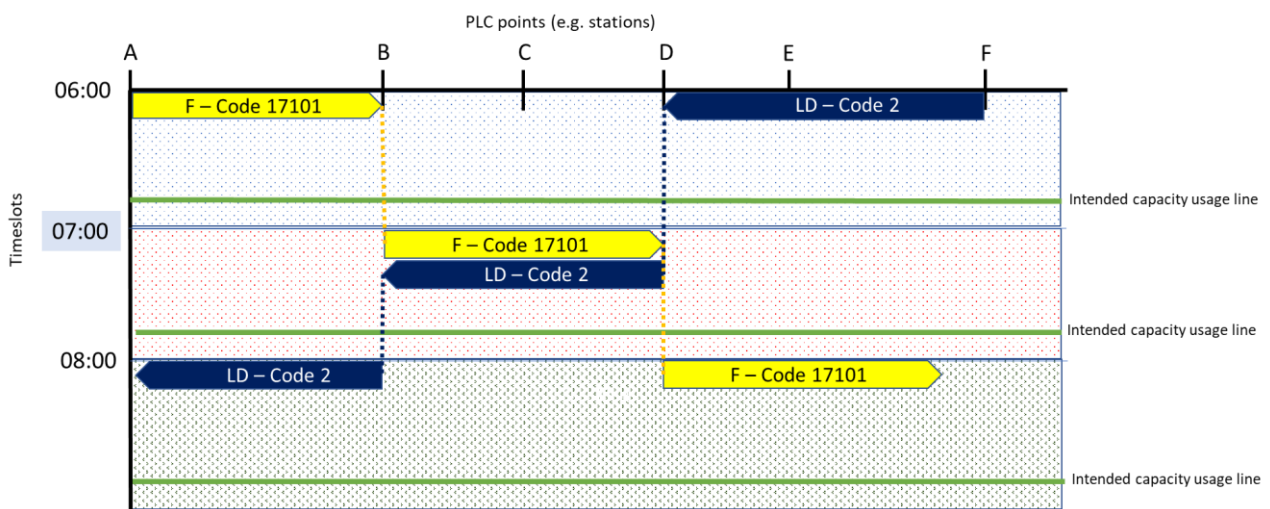 PLC points (e.g. stations)
A B C D E F
06:00
F – Code 17101
LD – Code 2
Intended capacity usage line
Timeslots
07:00
F – Code 17101
LD – Code 2
Intended capacity usage line
08:00
LD – Code 2
F – Code 17101
Intended capacity usage line